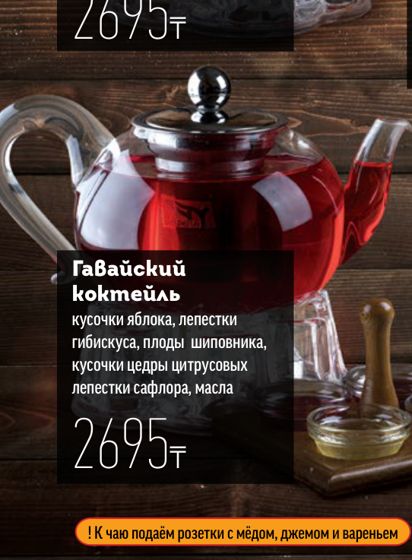 2695₸
Гавайский
коктейль
кусочки яблока, лепестки
гибискуса, плоды шиповника,
кусочки цедры цитрусовых
лепестки сафлора, масла
2695₸
! К чаю подаём розетки с мёдом, джемом и вареньем